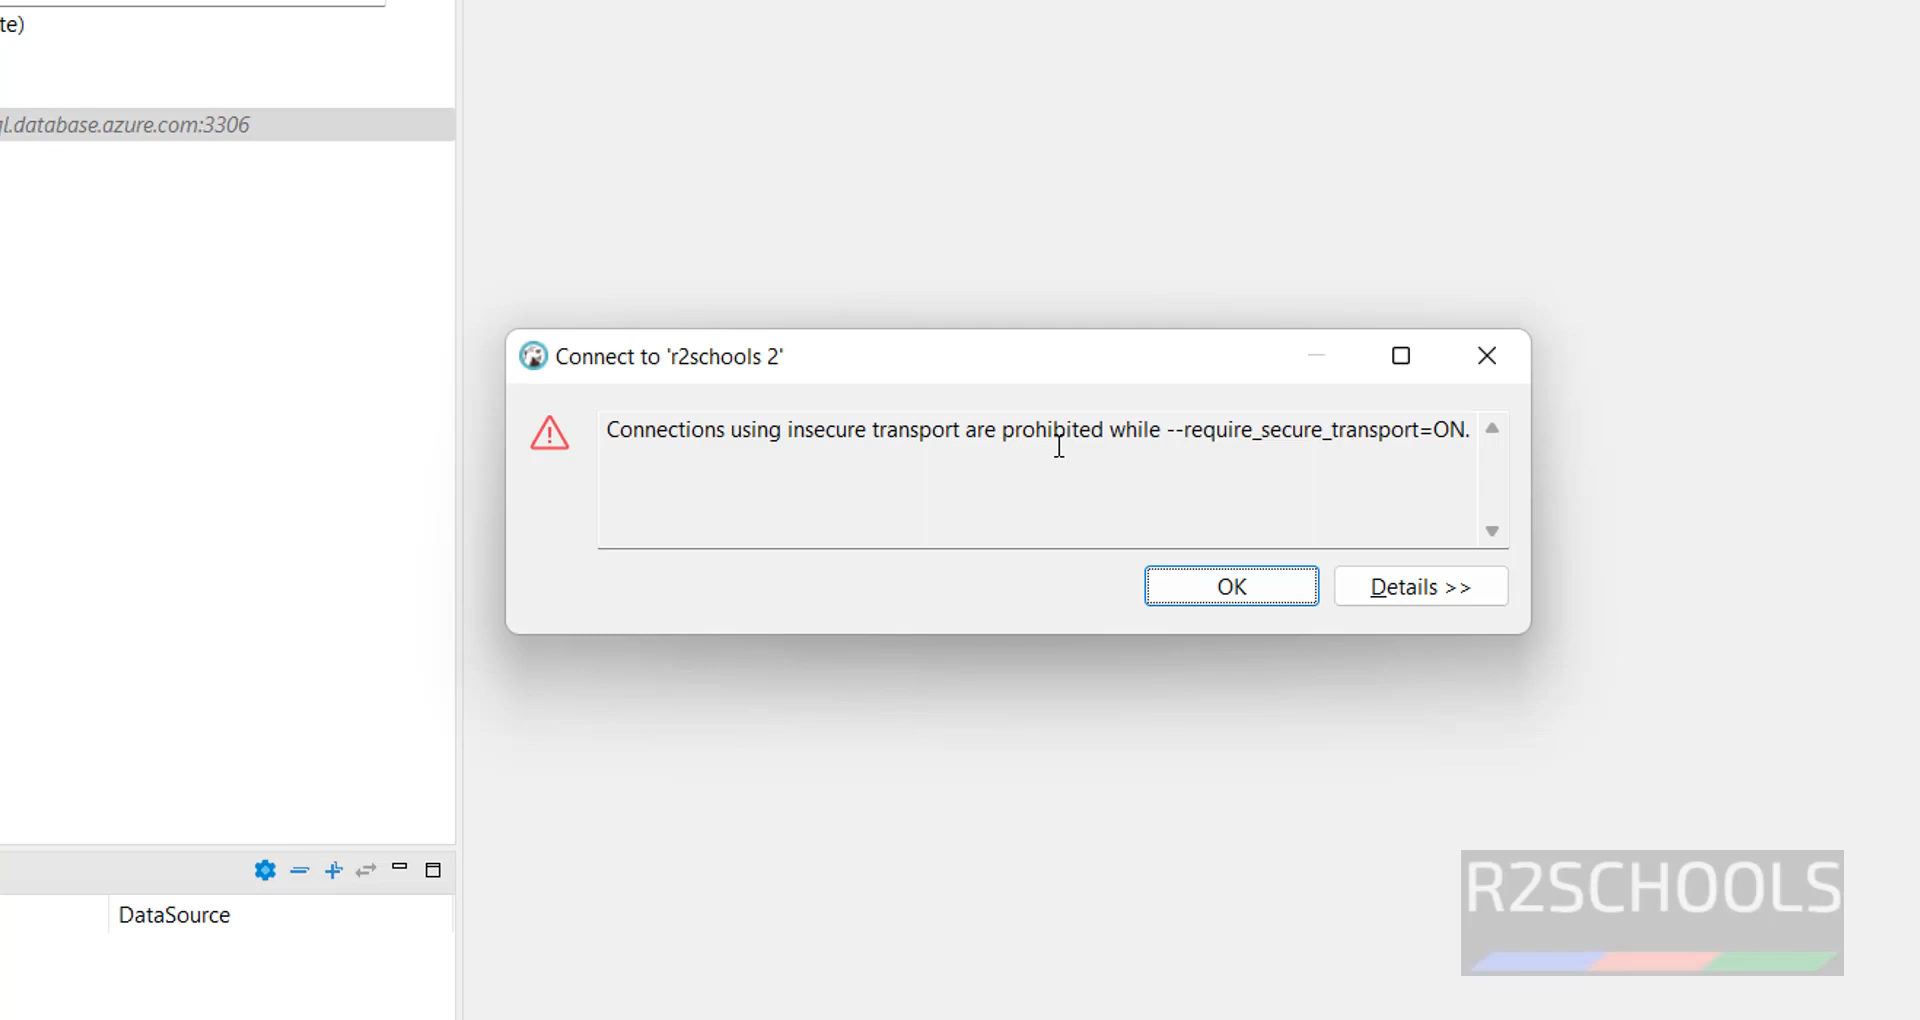 te)
l.database.azure.com:3306
Connect to 'r2schools 2'
Connections using insecure transport are prohibited while --require_secure_transport=ON.
OK
Details >>
DataSource
R2SCHOOLS